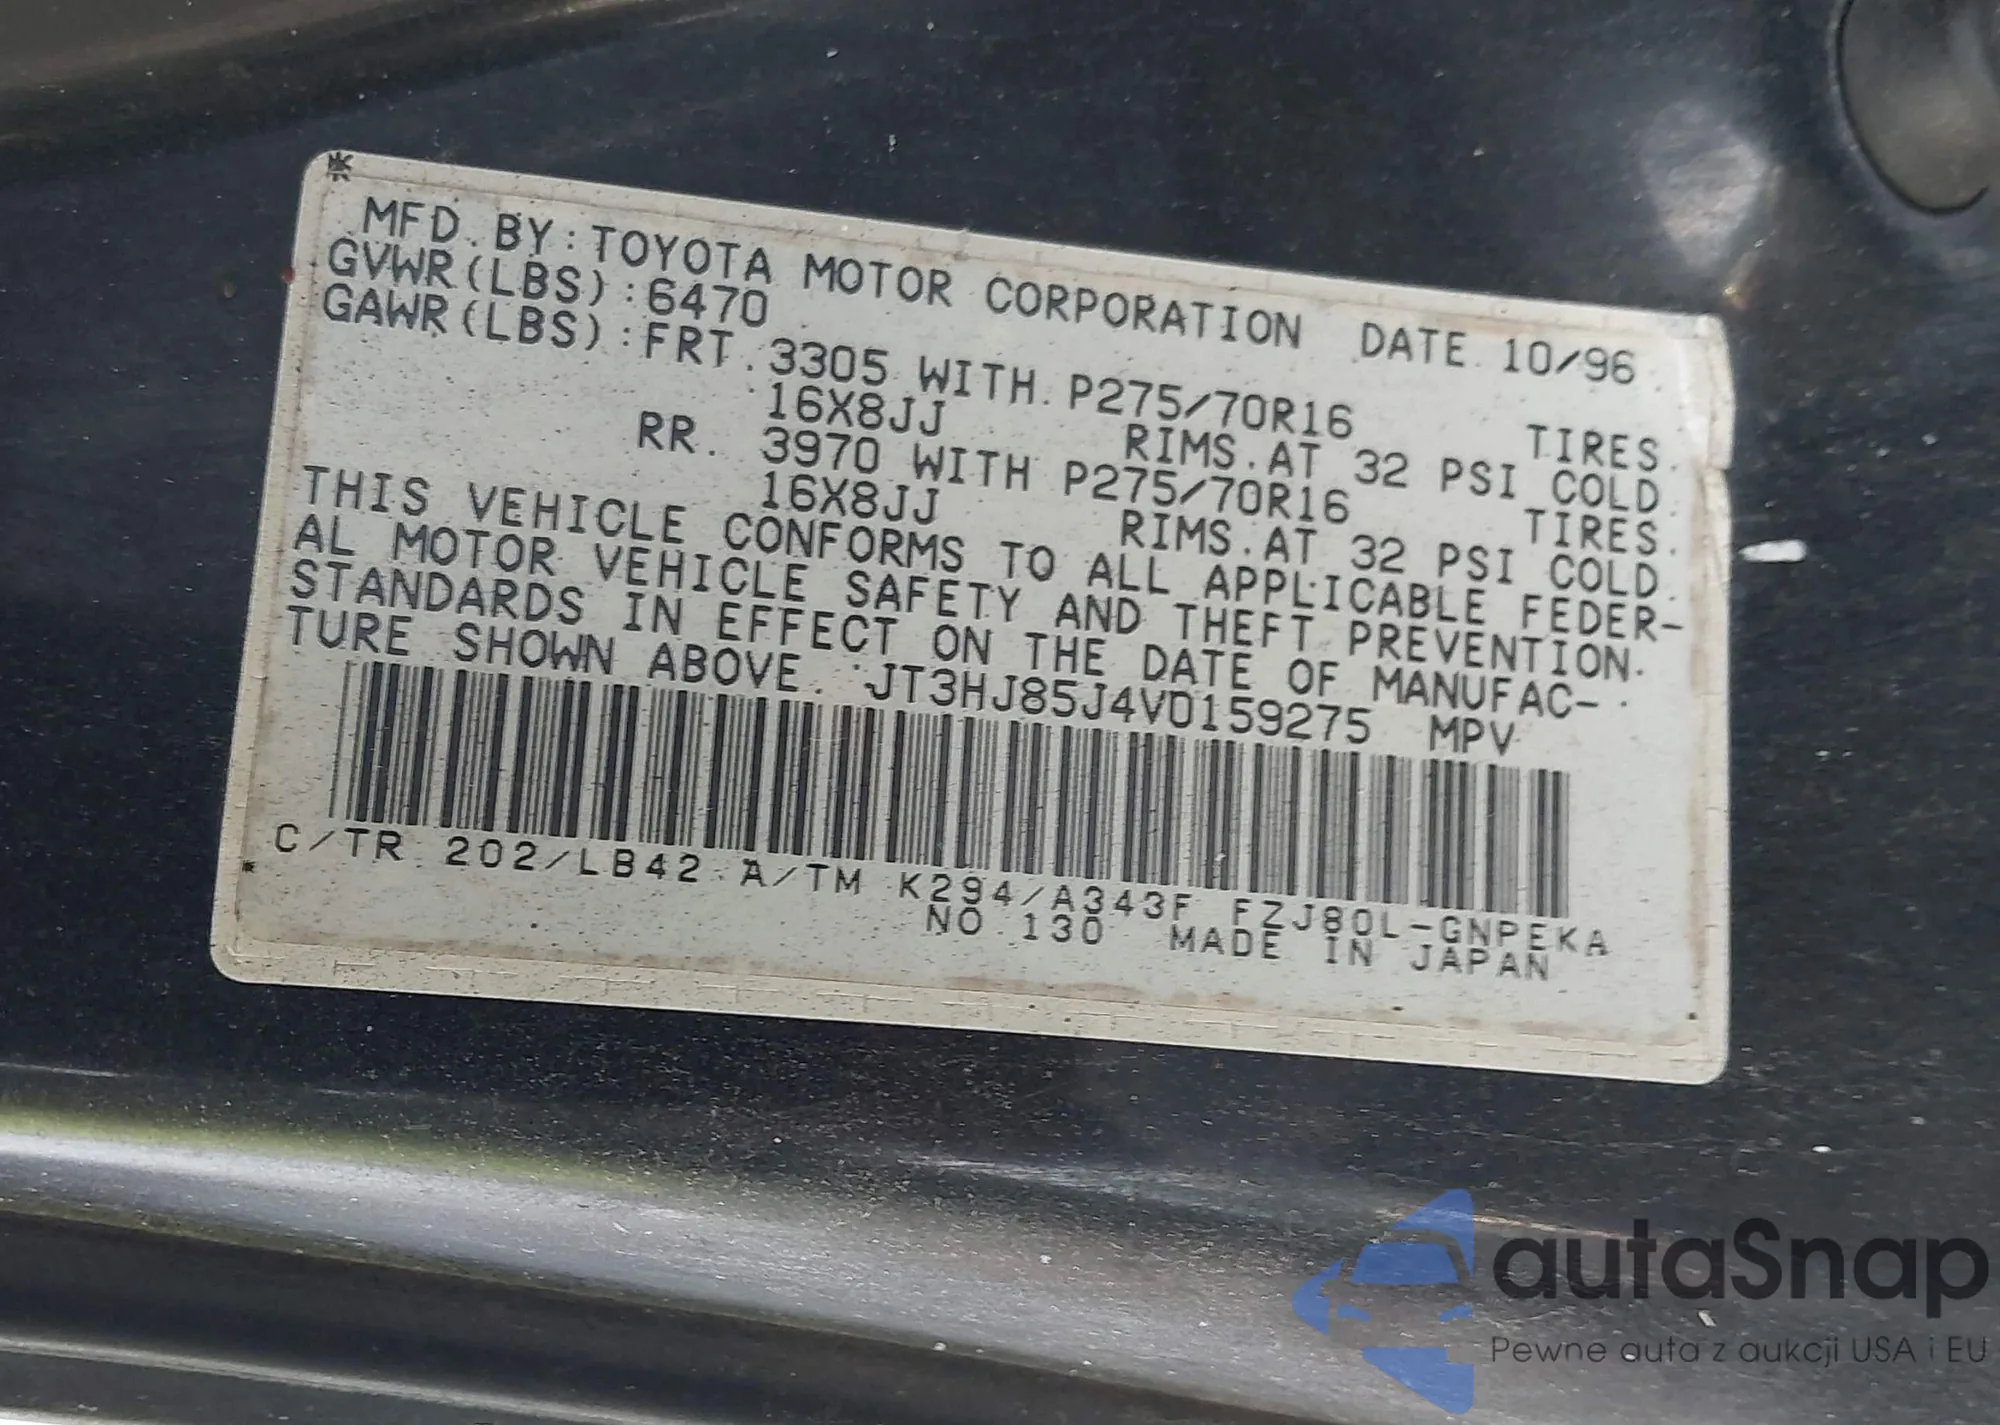 MFD. BY: TOYOTA MOTOR CORPORATION DATE 10/96
GVWR(LBS):6470
GAWR(LBS):FRT. 3305 WITH P275/70R16 TIRES.
16X8JJ RIMS.AT 32 PSI COLD.
RR. 3970 WITH P275/70R16 TIRES.
16X8JJ RIMS.AT 32 PSI COLD.
THIS VEHICLE CONFORMS TO ALL APPLICABLE FEDER-
AL MOTOR VEHICLE SAFETY AND THEFT PREVENTION
STANDARDS IN EFFECT ON THE DATE OF MANUFAC-
TURE SHOWN ABOVE. JT3HJ85J4V0159275 MPV
C/TR 202/LB42 A/TM K294/A343F FZJ80L-GNPEKA
NO.130 MADE IN JAPAN
autaSnap
Pewne auta z aukcji USA i EU